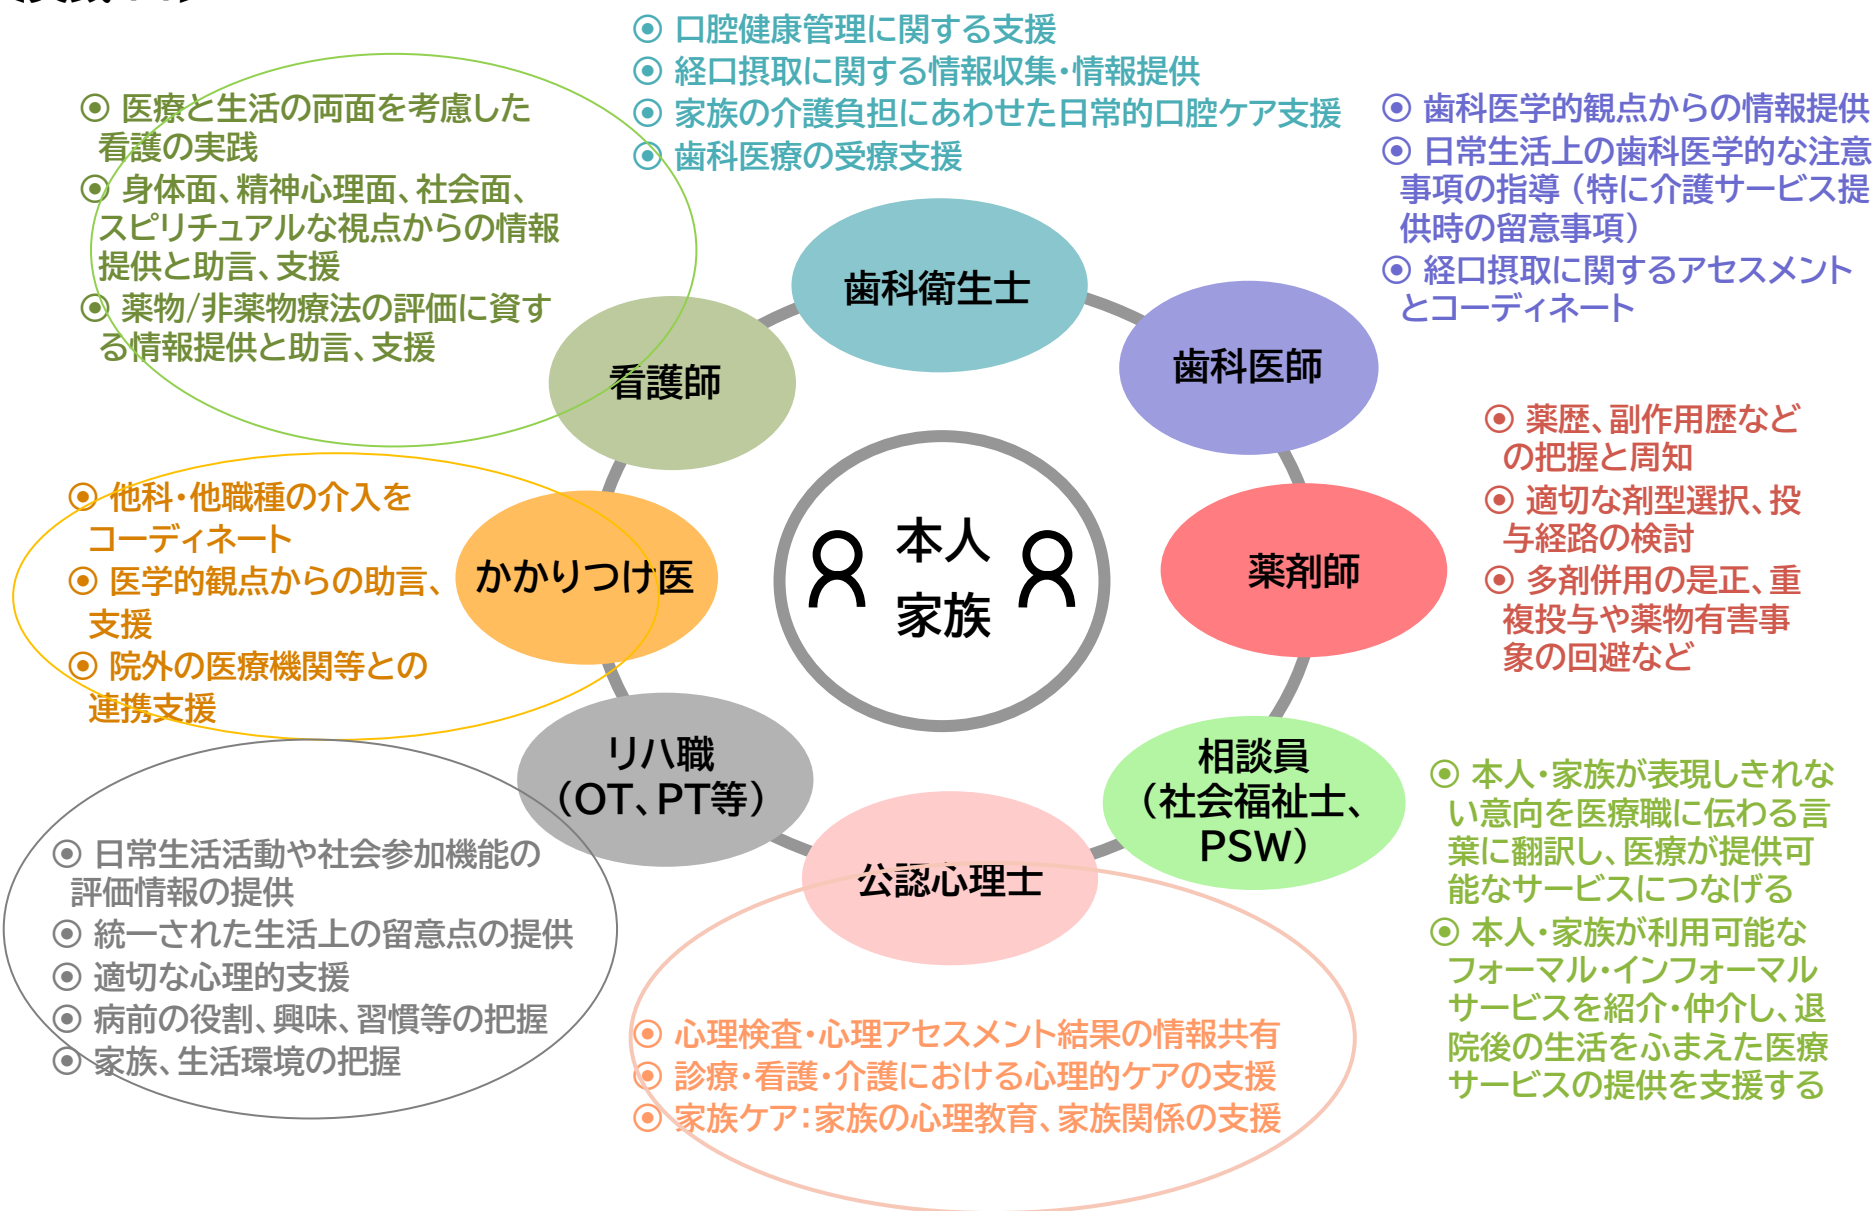 ⦿ 口腔健康管理に関する支援
⦿ 経口摂取に関する情報収集・情報提供
⦿ 家族の介護負担にあわせた日常的口腔ケア支援
⦿ 歯科医療の受療支援
⦿ 医療と生活の両面を考慮した
看護の実践
⦿ 身体面、精神心理面、社会面、
スピリチュアルな視点からの情報
提供と助言、支援
⦿ 薬物/非薬物療法の評価に資す
る情報提供と助言、支援
⦿ 歯科医学的観点からの情報提供
⦿ 日常生活上の歯科医学的な注意
事項の指導（特に介護サービス提
供時の留意事項）
⦿ 経口摂取に関するアセスメント
とコーディネート
歯科衛生士
看護師
歯科医師
⦿ 薬歴、副作用歴など
の把握と周知
⦿ 適切な剤型選択、投
与経路の検討
⦿ 多剤併用の是正、重
複投与や薬物有害事
象の回避など
⦿ 他科・他職種の介入を
コーディネート
⦿ 医学的観点からの助言、
支援
⦿ 院外の医療機関等との
連携支援
かかりつけ医
本人
家族
薬剤師
リハ職
（OT、PT等）
相談員
（社会福祉士、
PSW）
公認心理士
⦿ 本人・家族が表現しきれな
い意向を医療職に伝わる言
葉に翻訳し、医療が提供可
能なサービスにつなげる
⦿ 本人・家族が利用可能な
フォーマル・インフォーマル
サービスを紹介・仲介し、退
院後の生活をふまえた医療
サービスの提供を支援する
⦿ 日常生活活動や社会参加機能の
評価情報の提供
⦿ 統一された生活上の留意点の提供
⦿ 適切な心理的支援
⦿ 病前の役割、興味、習慣等の把握
⦿ 家族、生活環境の把握
⦿ 心理検査・心理アセスメント結果の情報共有
⦿ 診療・看護・介護における心理的ケアの支援
⦿ 家族ケア：家族の心理教育、家族関係の支援